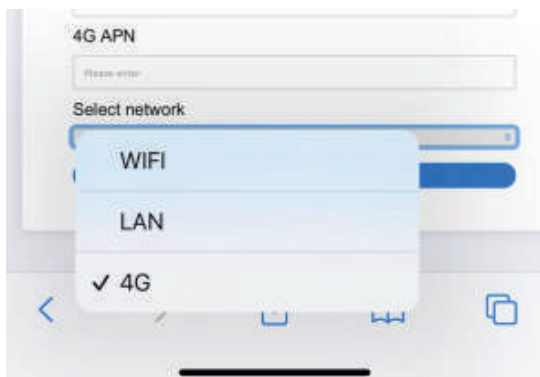 4G APN
Please enter
Select network
WIFI
LAN
✓ 4G